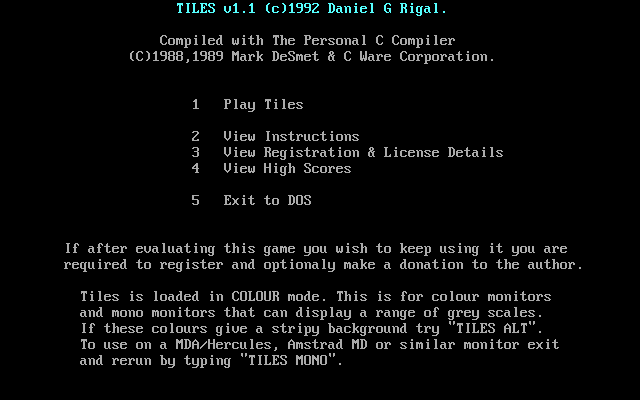 TILES v1.1 (c)1992 Daniel G Rigal.
Compiled with The Personal C Compiler
(C)1988,1989 Mark DeSmet & C Ware Corporation.
1 Play Tiles
2 View Instructions
3 View Registration & License Details
4 View High Scores
5 Exit to DOS
If after evaluating this game you wish to keep using it you are
required to register and optionaly make a donation to the author.
Tiles is loaded in COLOUR mode. This is for colour monitors
and mono monitors that can display a range of grey scales.
If these colours give a stripy background try "TILES ALT".
To use on a MDA/Hercules, Amstrad MD or similar monitor exit
and rerun by typing "TILES MONO".